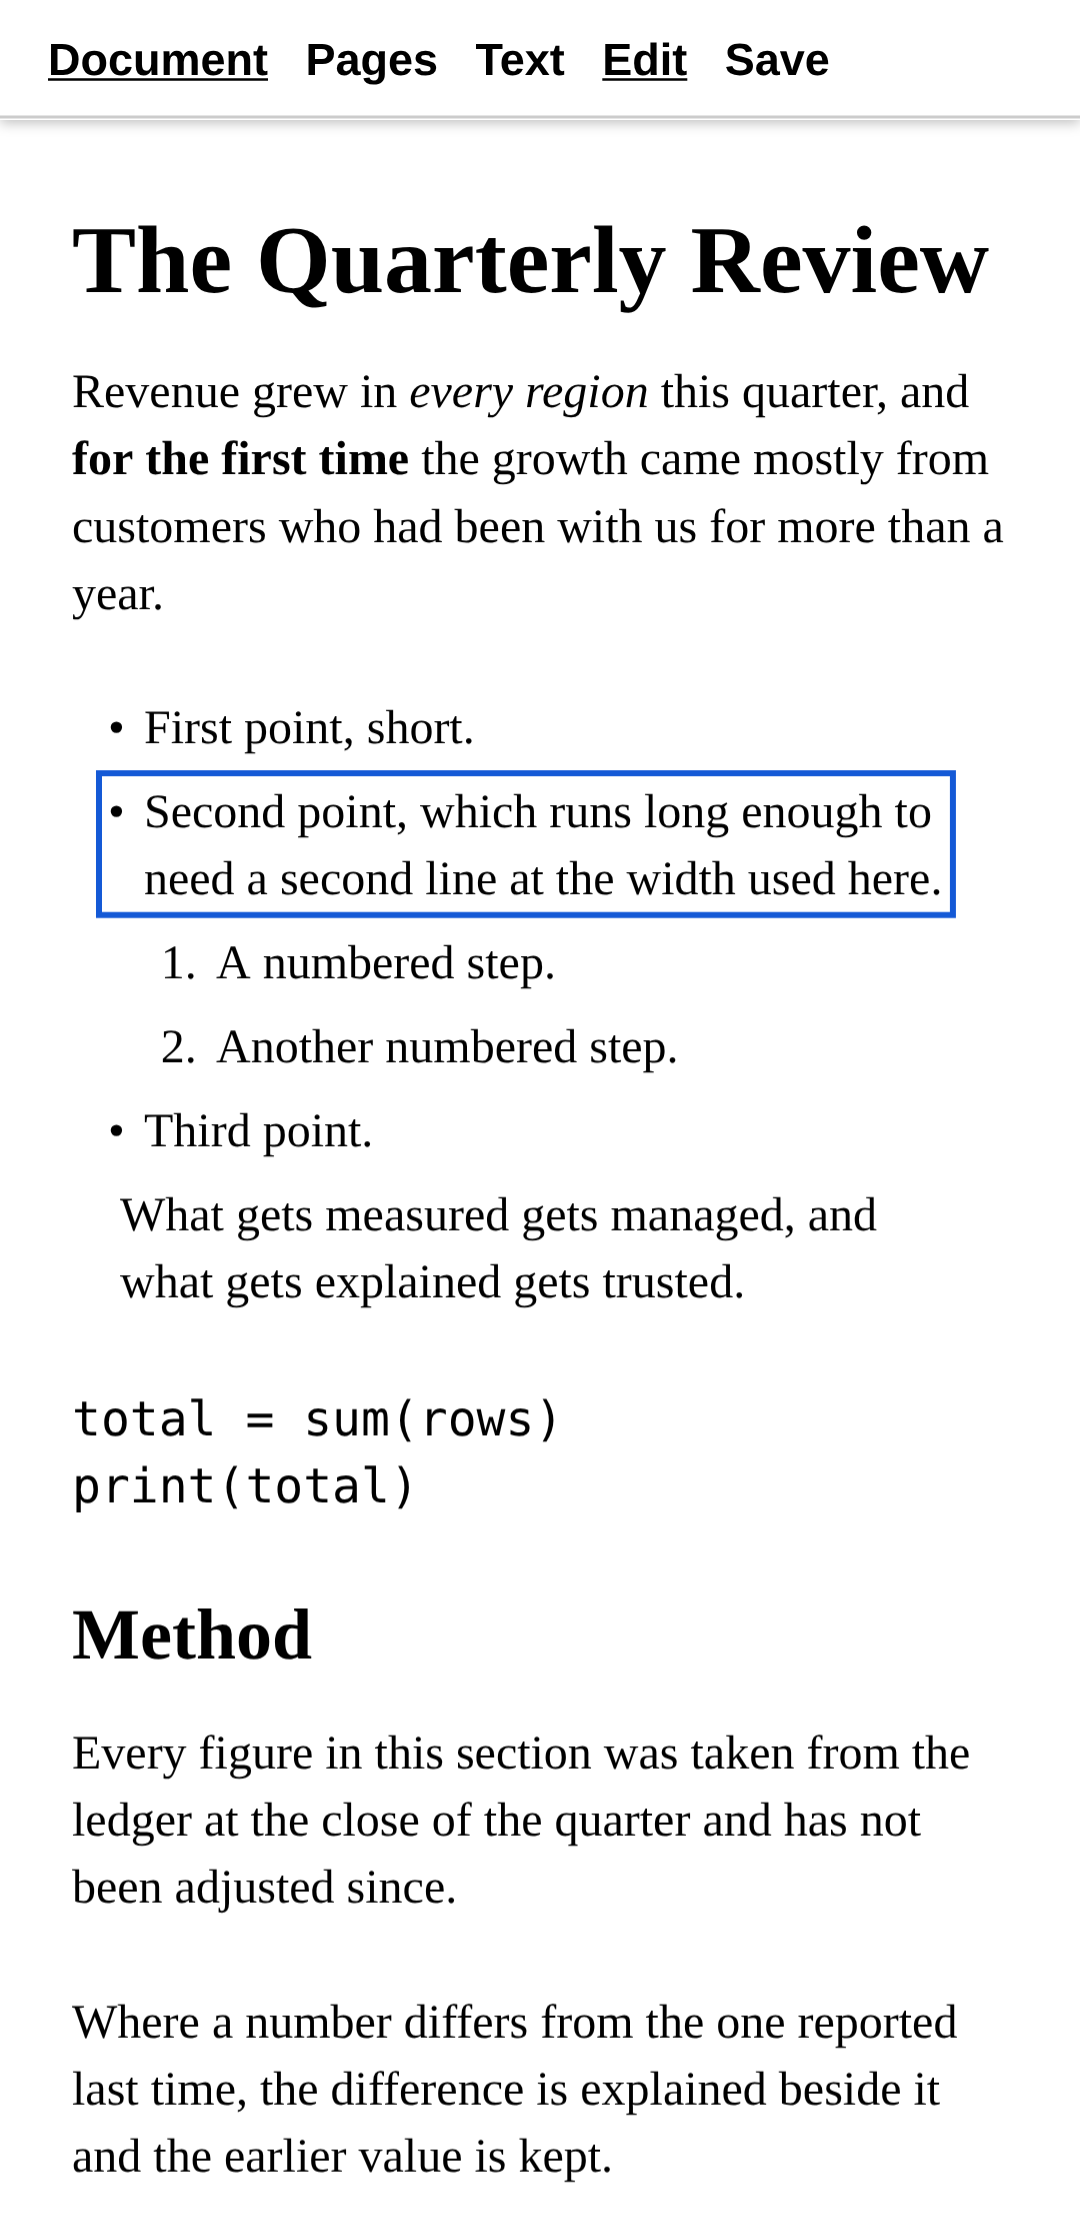 Document Pages Text Edit Save
The Quarterly Review
Revenue grew in every region this quarter, and
for the first time the growth came mostly from
customers who had been with us for more than a
year.
• First point, short.
• Second point, which runs long enough to
need a second line at the width used here.
1. A numbered step.
2. Another numbered step.
• Third point.
What gets measured gets managed, and
what gets explained gets trusted.
total = sum(rows)
print(total)
Method
Every figure in this section was taken from the
ledger at the close of the quarter and has not
been adjusted since.
Where a number differs from the one reported
last time, the difference is explained beside it
and the earlier value is kept.